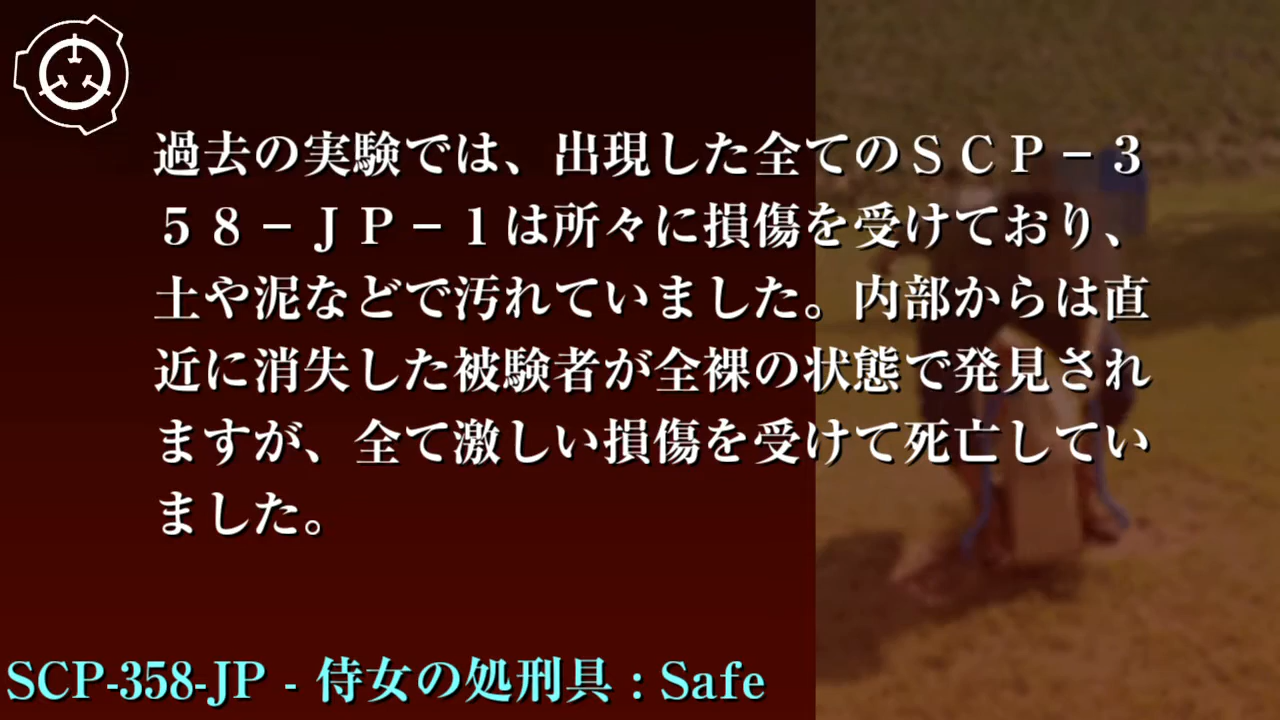 過去の実験では、出現した全てのＳＣＰ－３
５８－ＪＰ－１は所々に損傷を受けており、
土や泥などで汚れていました。内部からは直
近に消失した被験者が全裸の状態で発見され
ますが、全て激しい損傷を受けて死亡してい
ました。
SCP-358-JP - 侍女の処刑具 : Safe